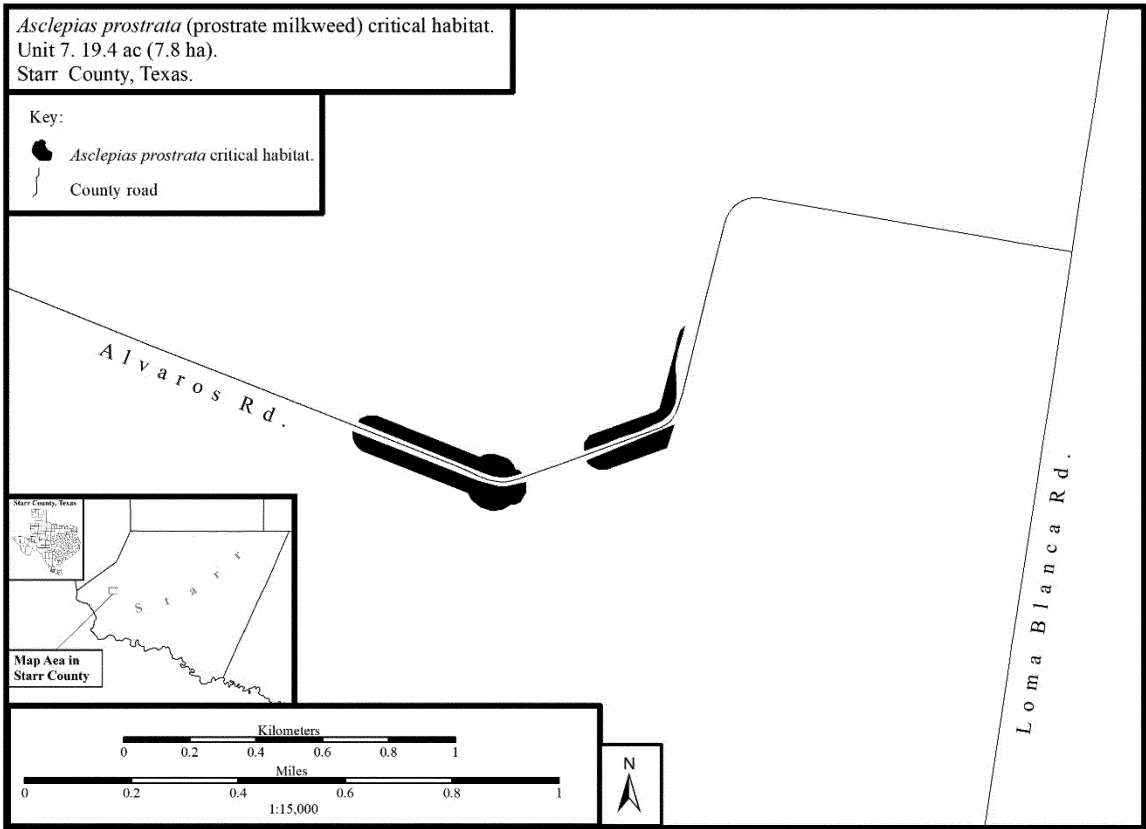 Asclepias prostrata (prostrate milkweed) critical habitat.
Unit 7. 19.4 ac (7.8 ha).
Starr County, Texas.
Key:
Asclepias prostrata critical habitat.
County road
Alvaros Rd.
Loma Blanca Rd.
Starr County, Texas
Starr
Map Aea in
Starr County
Kilometers
0 0.2 0.4 0.6 0.8 1
Miles
0 0.2 0.4 0.6 0.8 1
1:15,000
N